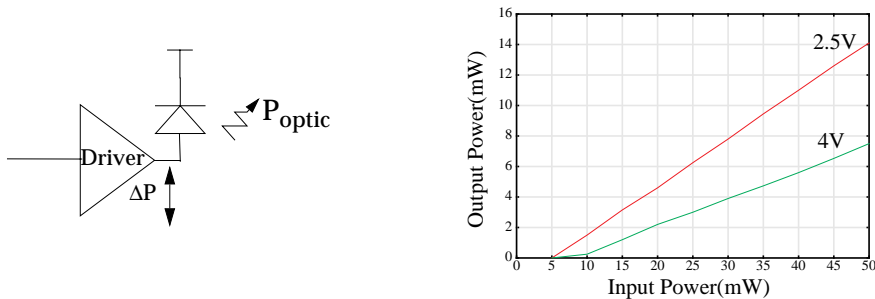 Driver
P optic
ΔP
Output Power(mW)
16
14
12
10
8
6
4
2
0
2.5V
4V
0 5 10 15 20 25 30 35 40 45 50
Input Power(mW)